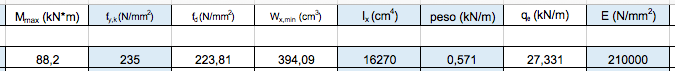 Mmax (kN*m) fy,k (N/mm²) fd (N/mm²) Wx,min (cm³) Ix (cm⁴) peso (kN/m) qe (kN/m) E (N/mm²)
88,2 235 223,81 394,09 16270 0,571 27,331 210000